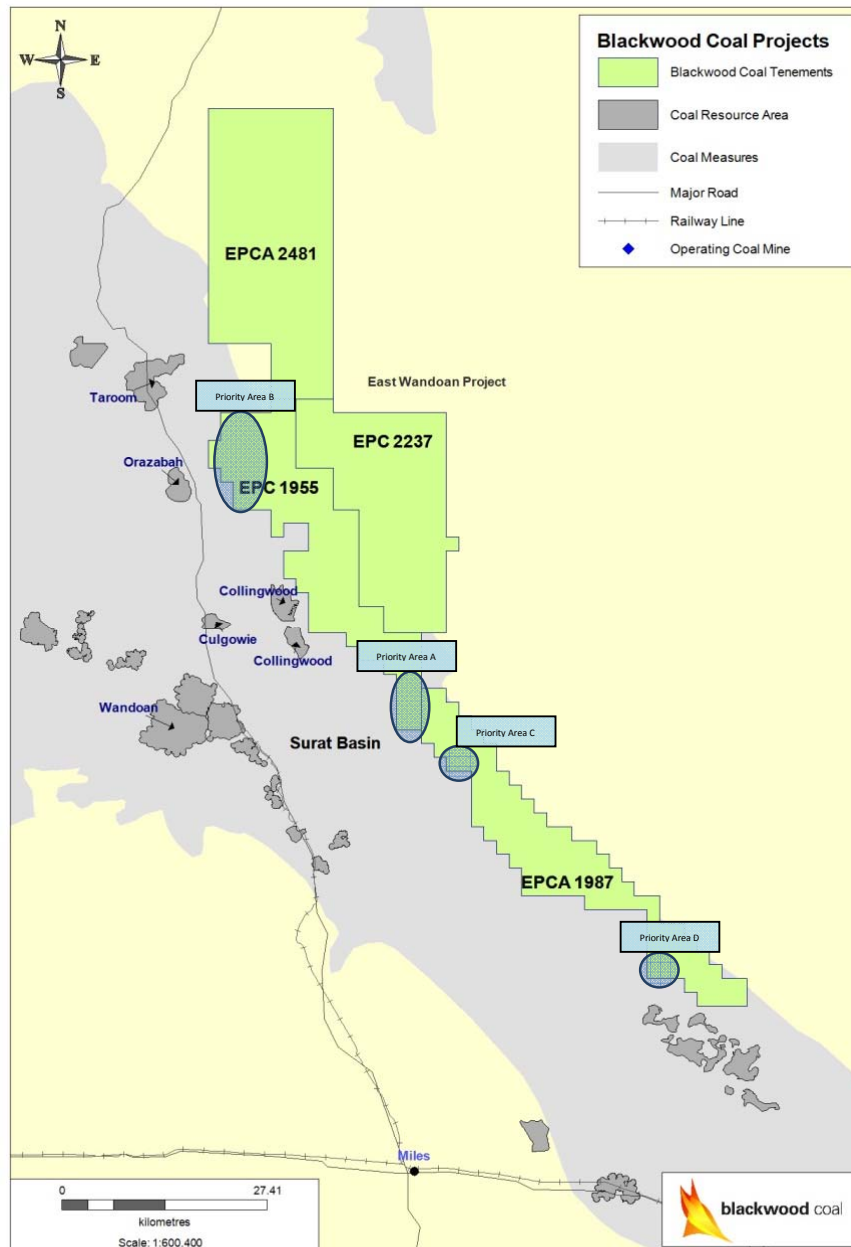 N
W E
S
Blackwood Coal Projects
Blackwood Coal Tenements
Coal Resource Area
Coal Measures
Major Road
Railway Line
Operating Coal Mine
EPCA 2481
East Wandoan Project
Taroom
Priority Area B
EPC 2237
Orazabah
EPC 1955
Collingwood
Culgowie
Collingwood
Priority Area A
Wandoan
Priority Area C
Surat Basin
EPCA 1987
Priority Area D
Miles
0 27.41
kilometres
Scale: 1:600,400
blackwood coal